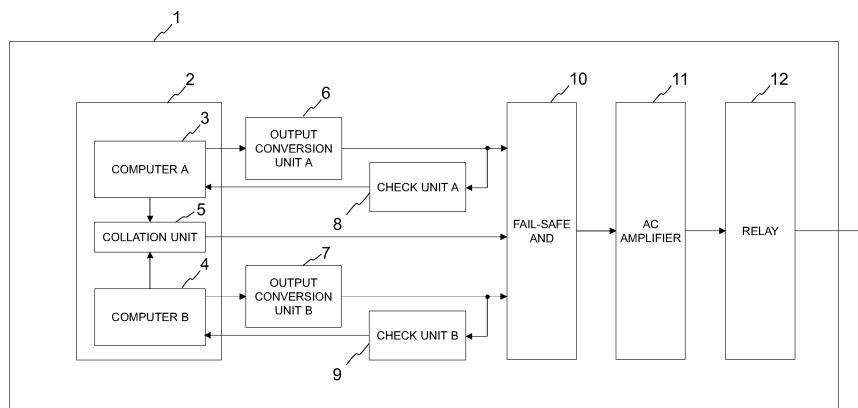 1
2
3
COMPUTER A
5
COLLATION UNIT
4
COMPUTER B
6
OUTPUT
CONVERSION
UNIT A
CHECK UNIT A
8
7
OUTPUT
CONVERSION
UNIT B
CHECK UNIT B
9
10
FAIL-SAFE
AND
11
AC
AMPLIFIER
12
RELAY